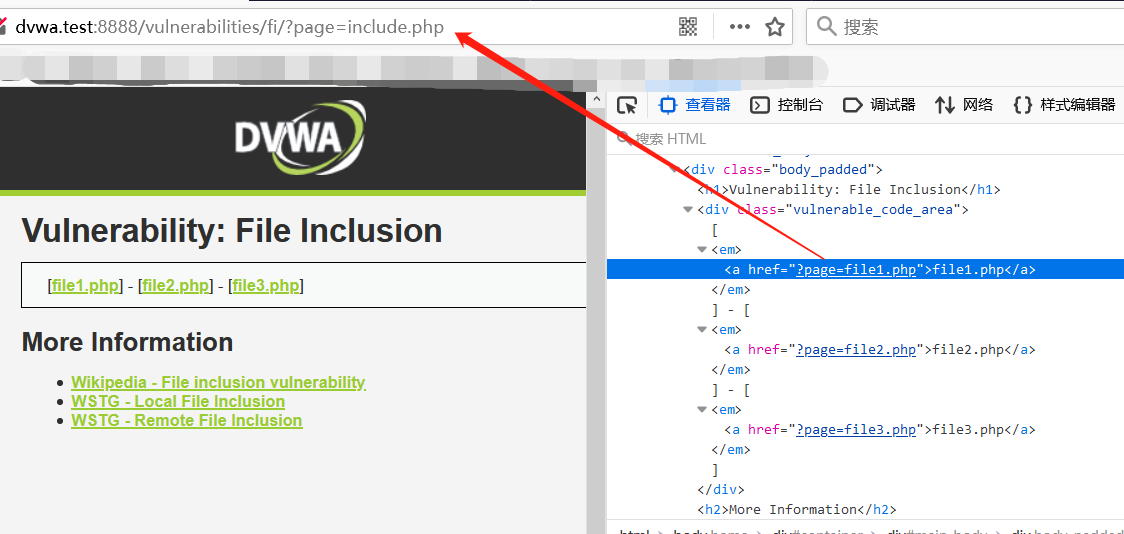 dvwa.test:8888/vulnerabilities/fi/?page=include.php
搜索
DVWA
Vulnerability: File Inclusion
[file1.php] - [file2.php] - [file3.php]
More Information
Wikipedia - File inclusion vulnerability
WSTG - Local File Inclusion
WSTG - Remote File Inclusion
查看器 控制台 调试器 网络 {} 样式编辑器
搜索 HTML
<div class="body_padded">
<h1>Vulnerability: File Inclusion</h1>
<div class="vulnerable_code_area">
[
<em>
<a href="?page=file1.php">file1.php</a>
</em>
] - [
<em>
<a href="?page=file2.php">file2.php</a>
</em>
] - [
<em>
<a href="?page=file3.php">file3.php</a>
</em>
]
</div>
<h2>More Information</h2>